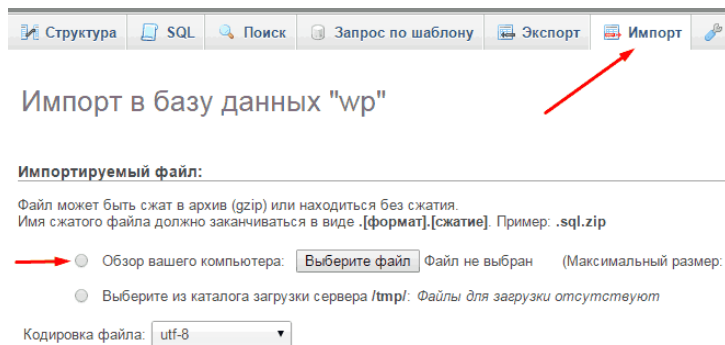 Структура SQL Поиск Запрос по шаблону Экспорт Импорт
Импорт в базу данных "wp"
Импортируемый файл:
Файл может быть сжат в архив (gzip) или находиться без сжатия.
Имя сжатого файла должно заканчиваться в виде .[формат].[сжатие]. Пример: .sql.zip
Обзор вашего компьютера: Выберите файл Файл не выбран (Максимальный размер:
Выберите из каталога загрузки сервера /tmp/: Файлы для загрузки отсутствуют
Кодировка файла: utf-8